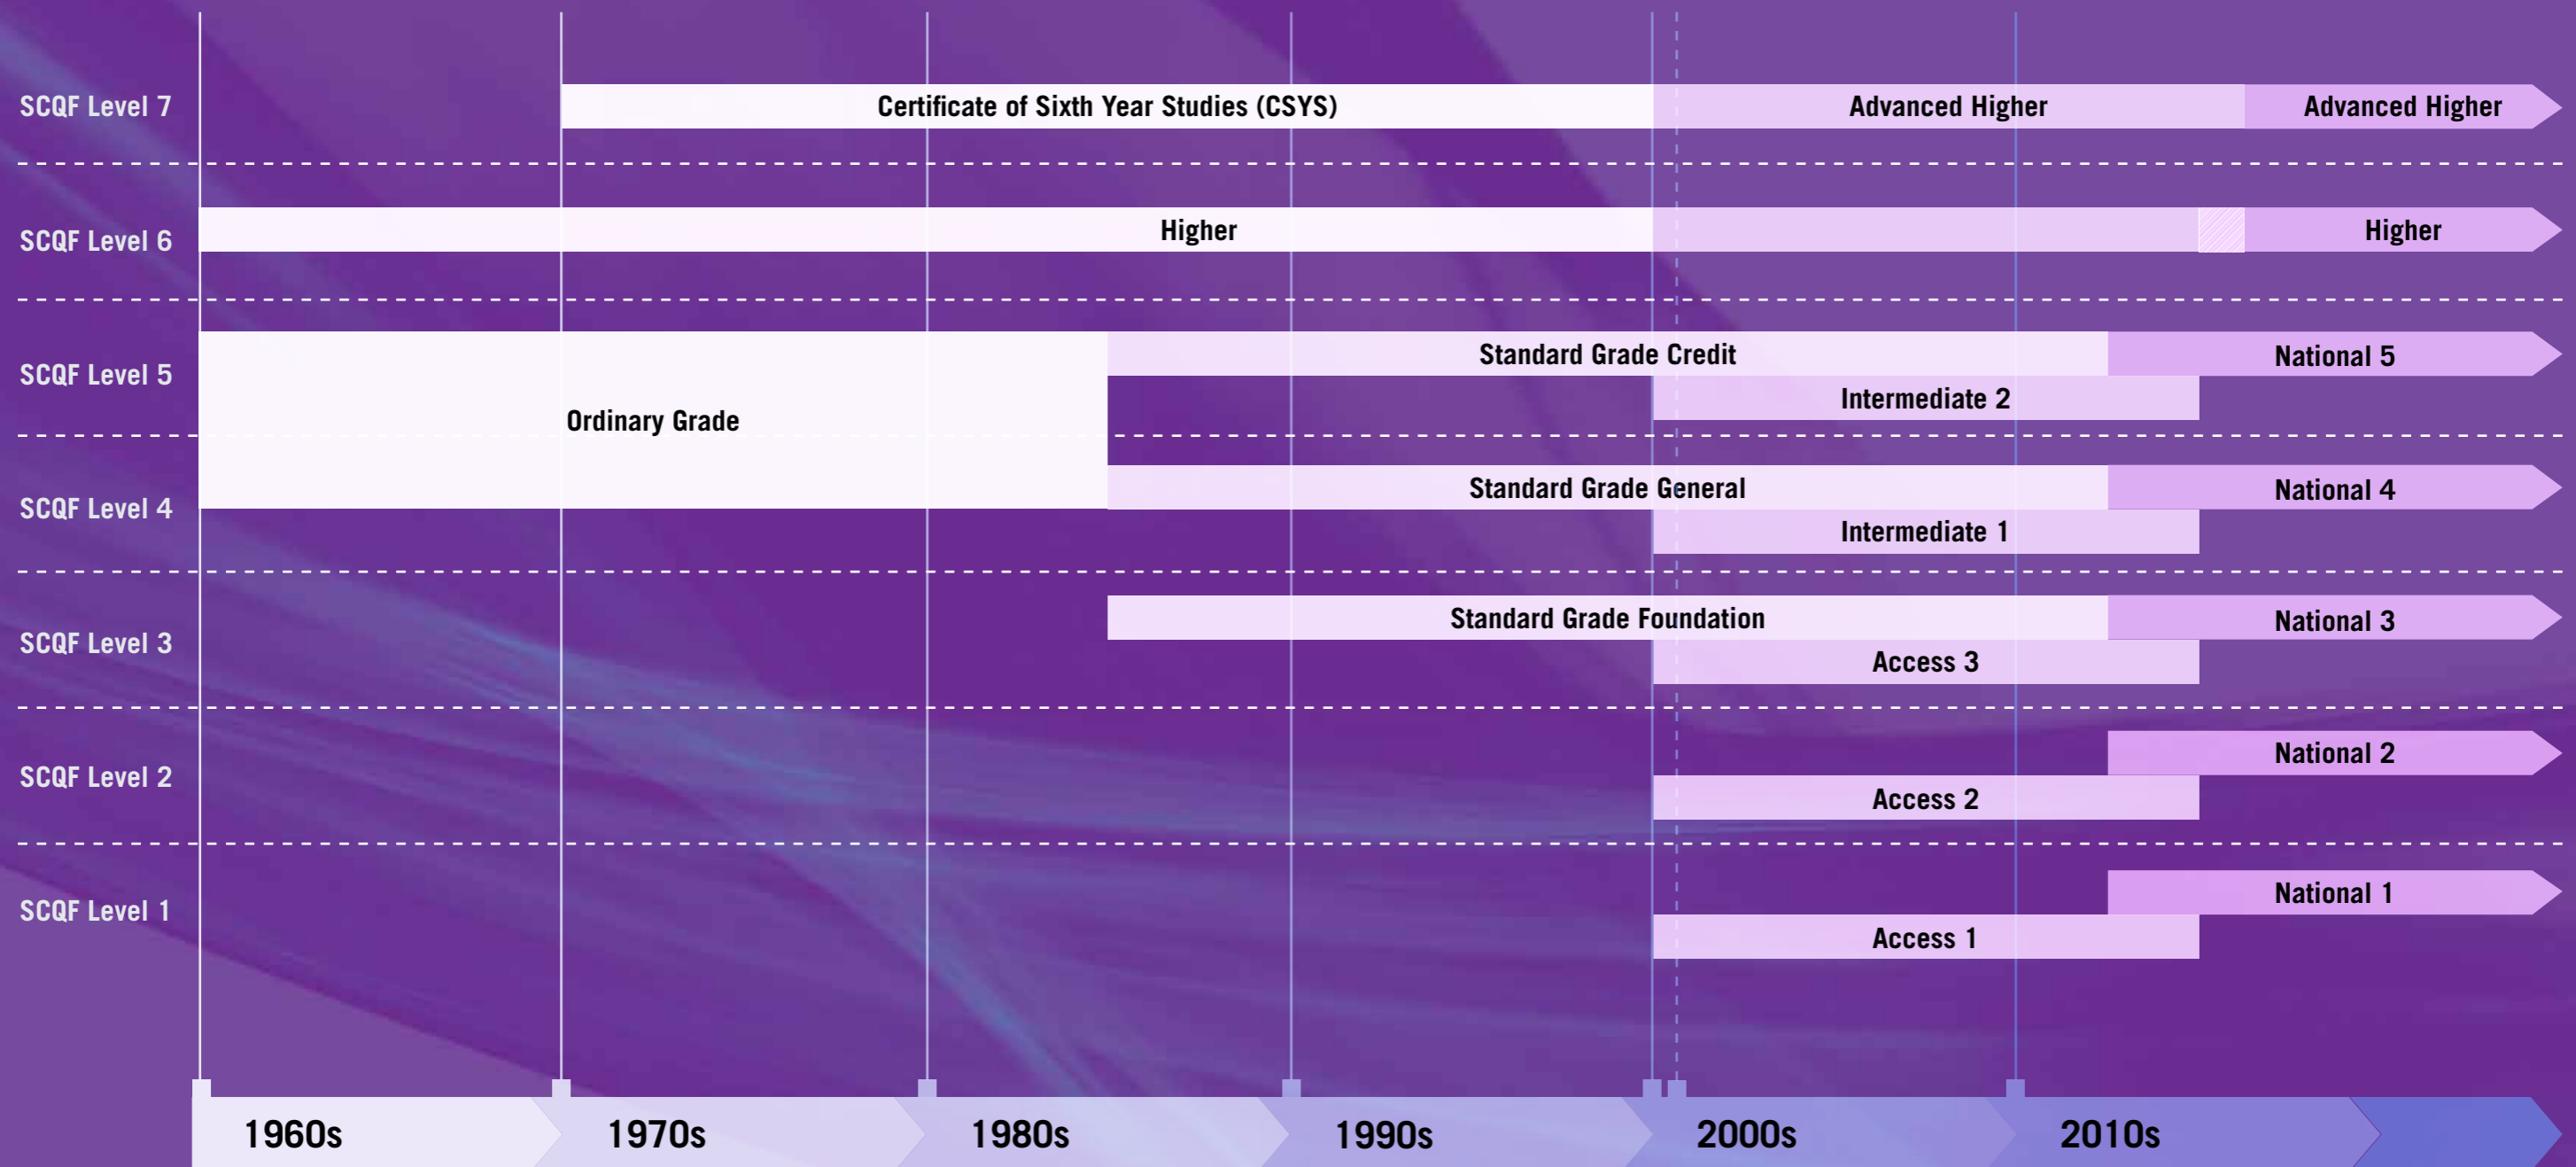 SCQF Level 7
Certificate of Sixth Year Studies (CSYS)
Advanced Higher
Advanced Higher
SCQF Level 6
Higher
Higher
SCQF Level 5
Standard Grade Credit
National 5
Intermediate 2
Ordinary Grade
SCQF Level 4
Standard Grade General
National 4
Intermediate 1
SCQF Level 3
Standard Grade Foundation
National 3
Access 3
SCQF Level 2
National 2
Access 2
SCQF Level 1
National 1
Access 1
1960s
1970s
1980s
1990s
2000s
2010s